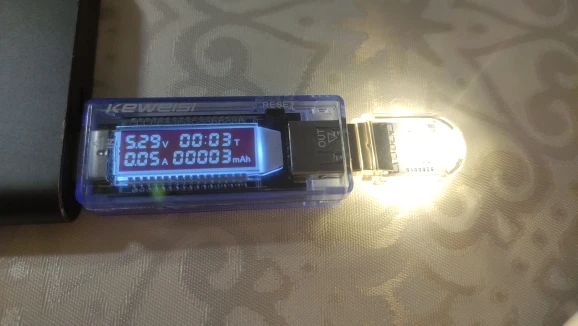 Keweisi RESET
5.29V 00:03T
0.05A 00003mAh
OUT